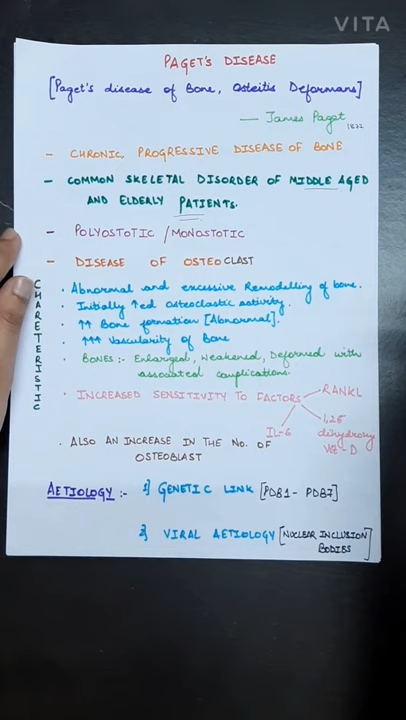 VITA
PAGET'S DISEASE
[Paget's disease of Bone, Osteitis Deformans]
— James Paget
1877
- CHRONIC, PROGRESSIVE DISEASE OF BONE
- COMMON SKELETAL DISORDER OF MIDDLE AGED
AND ELDERLY PATIENTS.
- POLYOSTOTIC / MONOSTOTIC
- DISEASE OF OSTEOCLAST
CHARETERISTIC
• Abnormal and excessive Remodelling of bone.
• Initially ↑ed osteoclastic activity.
• ↑↑ Bone formation [Abnormal].
• ↑↑↑ Vascularity of Bone
• BONES:- Enlarged, Weakened, Deformed with
associated complications.
• INCREASED SENSITIVITY TO FACTORS
RANKL
IL-6
1,25
dihydroxy
Vit-D
• ALSO AN INCREASE IN THE NO. OF
OSTEOBLAST
AETIOLOGY :- 1) GENETIC LINK [PDB1- PDB7]
2) VIRAL AETIOLOGY [NUCLEAR INCLUSION
BODIES]